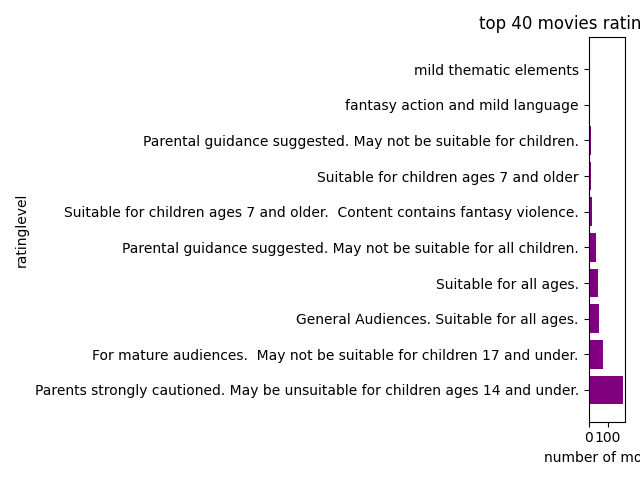 top 40 movies ratin
mild thematic elements
fantasy action and mild language
Parental guidance suggested. May not be suitable for children.
Suitable for children ages 7 and older
Suitable for children ages 7 and older.  Content contains fantasy violence.
Parental guidance suggested. May not be suitable for all children.
Suitable for all ages.
General Audiences. Suitable for all ages.
For mature audiences.  May not be suitable for children 17 and under.
Parents strongly cautioned. May be unsuitable for children ages 14 and under.
ratinglevel
0 100
number of mo